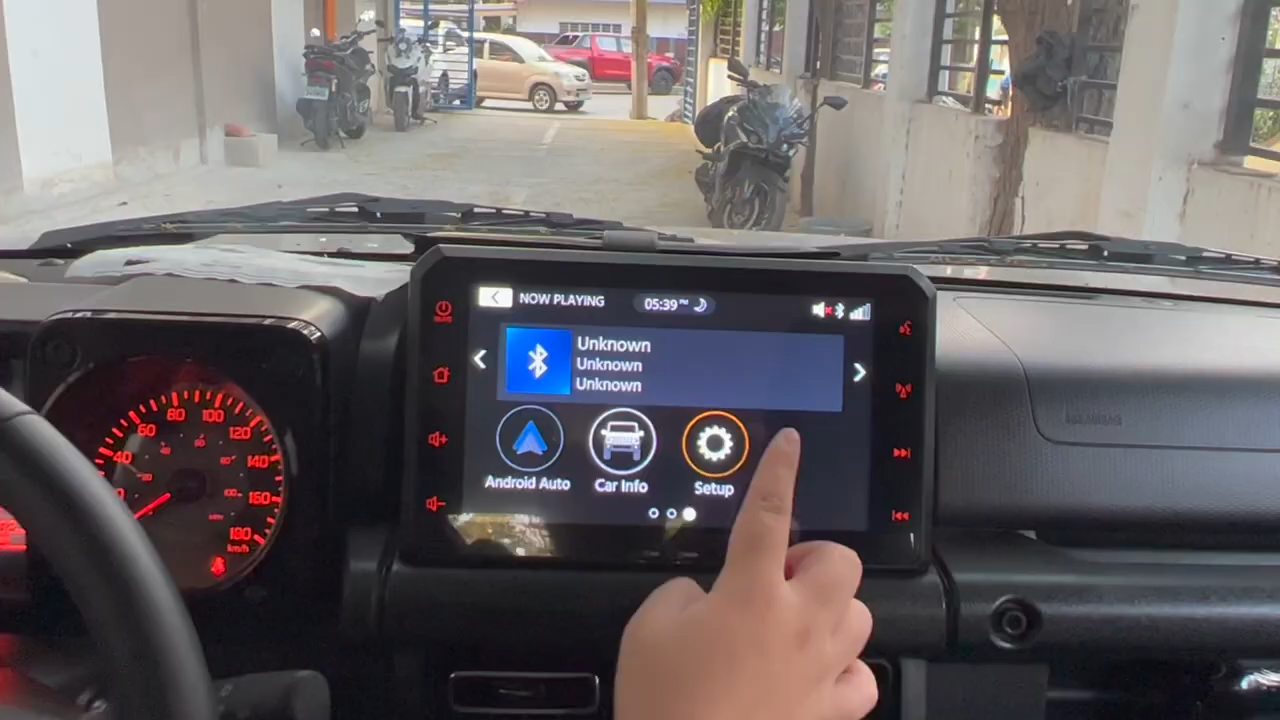 NOW PLAYING
05:39 PM
Unknown
Unknown
Unknown
Android Auto
Car Info
Setup
20
40
60
80
100
120
140
160
180
km/h